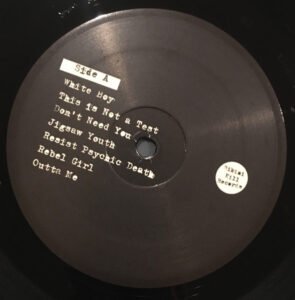 Side A
White Boy
This is Not a Test
Don't Need You
Jigsaw Youth
Resist Psychic Death
Rebel Girl
Outta Me
Bikini
Kill
Records